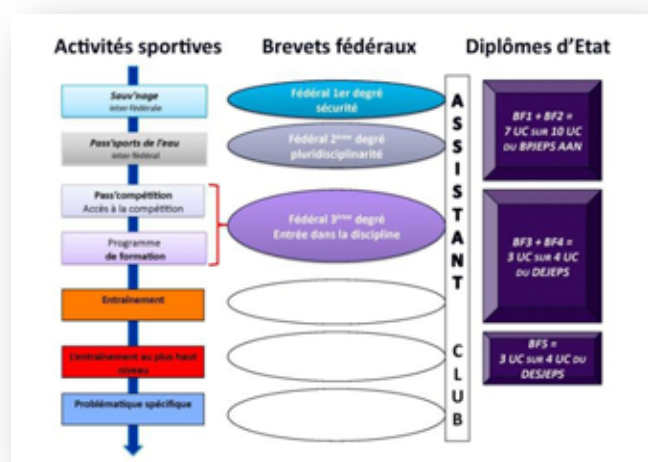 Activités sportives
Brevets fédéraux
Diplômes d'Etat
Sauv'nage
inter-fédérale
Pass'sports de l'eau
inter fédéral
Pass'compétition
Accès à la compétition
Programme
de formation
Entraînement
L'entraînement au plus haut
niveau
Problématique spécifique
Fédéral 1er degré
sécurité
Fédéral 2ème degré
pluridisciplinarité
Fédéral 3ème degré
Entrée dans la discipline
ASSISTANT CLUB
BF1 + BF2 =
7 UC SUR 10 UC
DU BPJEPS AAN
BF3 + BF4 =
3 UC SUR 4 UC
DU DEJEPS
BF5 =
3 UC SUR 4 UC DU
DESJEPS